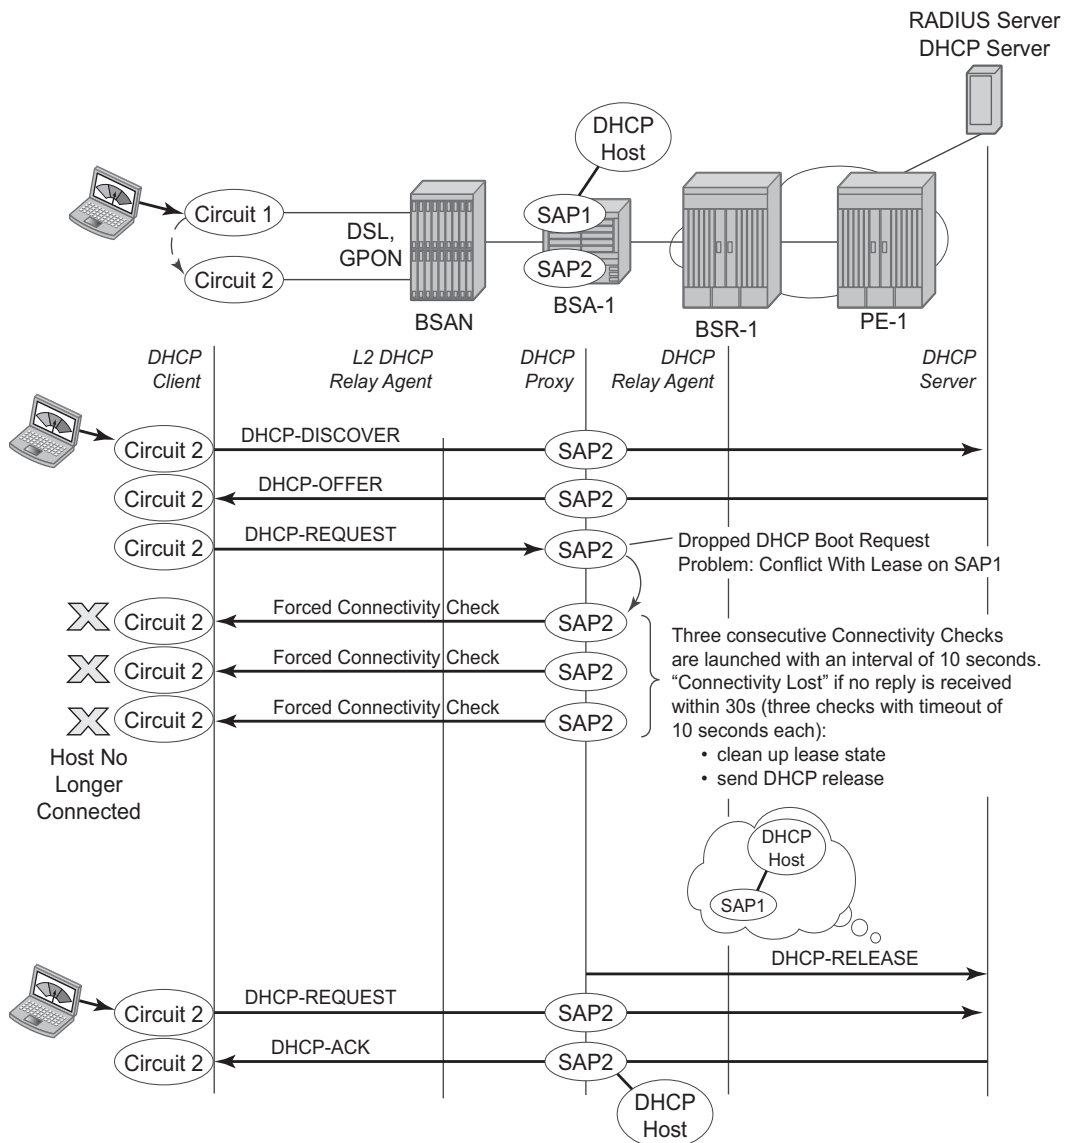 RADIUS Server
DHCP Server
DHCP
Host
Circuit 1
SAP1
DSL,
GPON
Circuit 2
SAP2
BSAN
BSA-1
BSR-1
PE-1
DHCP
Client
L2 DHCP
Relay Agent
DHCP
Proxy
DHCP
Relay Agent
DHCP
Server
Circuit 2
DHCP-DISCOVER
SAP2
Circuit 2
DHCP-OFFER
SAP2
Circuit 2
DHCP-REQUEST
SAP2
Dropped DHCP Boot Request
Problem: Conflict With Lease on SAP1
Circuit 2
Forced Connectivity Check
SAP2
Circuit 2
Forced Connectivity Check
SAP2
Circuit 2
Forced Connectivity Check
SAP2
Three consecutive Connectivity Checks
are launched with an interval of 10 seconds.
“Connectivity Lost” if no reply is received
within 30s (three checks with timeout of
10 seconds each):
• clean up lease state
• send DHCP release
Host No
Longer
Connected
DHCP
Host
SAP1
DHCP-RELEASE
Circuit 2
DHCP-REQUEST
SAP2
Circuit 2
DHCP-ACK
SAP2
DHCP
Host